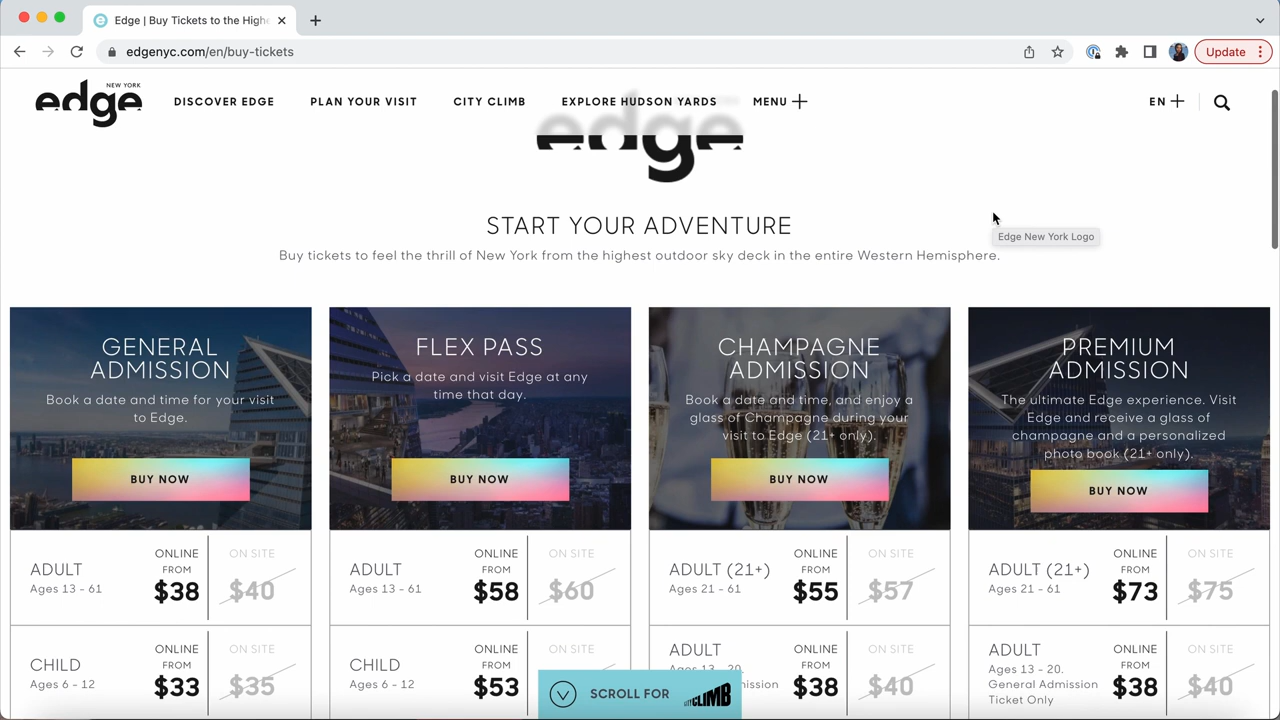 Edge | Buy Tickets to the Highe
edgenyc.com/en/buy-tickets
Update
NEW YORK
edge
DISCOVER EDGE
PLAN YOUR VISIT
CITY CLIMB
EXPLORE HUDSON YARDS
MENU
EN
edge
START YOUR ADVENTURE
Edge New York Logo
Buy tickets to feel the thrill of New York from the highest outdoor sky deck in the entire Western Hemisphere.
GENERAL
ADMISSION
Book a date and time for your visit
to Edge.
BUY NOW
ADULT
Ages 13 - 61
ONLINE
FROM
$38
ON SITE
$40
CHILD
Ages 6 - 12
ONLINE
FROM
$33
ON SITE
$35
FLEX PASS
Pick a date and visit Edge at any
time that day.
BUY NOW
ADULT
Ages 13 - 61
ONLINE
FROM
$58
ON SITE
$60
CHILD
Ages 6 - 12
ONLINE
FROM
$53
ON SITE
CHAMPAGNE
ADMISSION
Book a date and time, and enjoy a
glass of Champagne during your
visit to Edge (21+ only).
BUY NOW
ADULT (21+)
Ages 21 - 61
ONLINE
FROM
$55
ON SITE
$57
ADULT
Ages 13 - 20.
ONLINE
FROM
$38
ON SITE
$40
PREMIUM
ADMISSION
The ultimate Edge experience. Visit
Edge and receive a glass of
champagne and a personalized
photo book (21+ only).
BUY NOW
ADULT (21+)
Ages 21 - 61
ONLINE
FROM
$73
ON SITE
$75
ADULT
Ages 13 - 20.
General Admission
Ticket Only
ONLINE
FROM
$38
ON SITE
$40
SCROLL FOR
CITY CLIMB